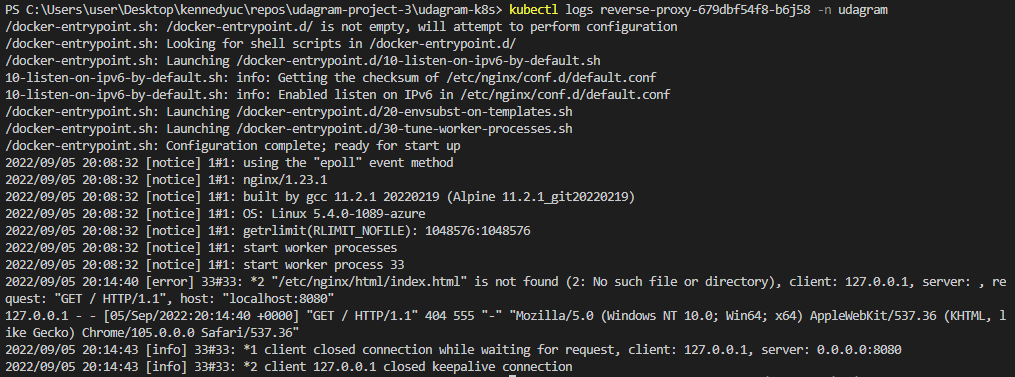 PS C:\Users\user\Desktop\kennedyuc\repos\udagram-project-3\udagram-k8s> kubectl logs reverse-proxy-679dbf54f8-b6j58 -n udagram
/docker-entrypoint.sh: /docker-entrypoint.d/ is not empty, will attempt to perform configuration
/docker-entrypoint.sh: Looking for shell scripts in /docker-entrypoint.d/
/docker-entrypoint.sh: Launching /docker-entrypoint.d/10-listen-on-ipv6-by-default.sh
10-listen-on-ipv6-by-default.sh: info: Getting the checksum of /etc/nginx/conf.d/default.conf
10-listen-on-ipv6-by-default.sh: info: Enabled listen on IPv6 in /etc/nginx/conf.d/default.conf
/docker-entrypoint.sh: Launching /docker-entrypoint.d/20-envsubst-on-templates.sh
/docker-entrypoint.sh: Launching /docker-entrypoint.d/30-tune-worker-processes.sh
/docker-entrypoint.sh: Configuration complete; ready for start up
2022/09/05 20:08:32 [notice] 1#1: using the "epoll" event method
2022/09/05 20:08:32 [notice] 1#1: nginx/1.23.1
2022/09/05 20:08:32 [notice] 1#1: built by gcc 11.2.1 20220219 (Alpine 11.2.1_git20220219)
2022/09/05 20:08:32 [notice] 1#1: OS: Linux 5.4.0-1089-azure
2022/09/05 20:08:32 [notice] 1#1: getrlimit(RLIMIT_NOFILE): 1048576:1048576
2022/09/05 20:08:32 [notice] 1#1: start worker processes
2022/09/05 20:08:32 [notice] 1#1: start worker process 33
2022/09/05 20:14:40 [error] 33#33: *2 "/etc/nginx/html/index.html" is not found (2: No such file or directory), client: 127.0.0.1, server: , re
quest: "GET / HTTP/1.1", host: "localhost:8080"
127.0.0.1 - - [05/Sep/2022:20:14:40 +0000] "GET / HTTP/1.1" 404 555 "-" "Mozilla/5.0 (Windows NT 10.0; Win64; x64) AppleWebKit/537.36 (KHTML, l
ike Gecko) Chrome/105.0.0.0 Safari/537.36"
2022/09/05 20:14:43 [info] 33#33: *1 client closed connection while waiting for request, client: 127.0.0.1, server: 0.0.0.0:8080
2022/09/05 20:14:43 [info] 33#33: *2 client 127.0.0.1 closed keepalive connection